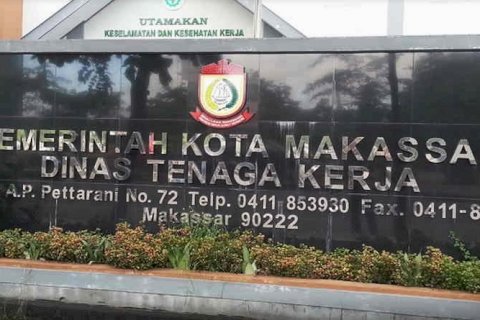 UTAMAKAN
KESELAMATAN DAN KESEHATAN KERJA
EMERINTAH KOTA MAKASSA
DINAS TENAGA KERJA
A.P. Pettarani No. 72 Telp. 0411-853930 Fax. 0411-8
Makassar 90222